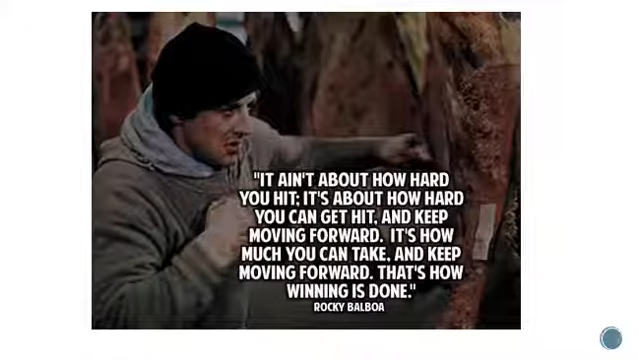 "IT AIN'T ABOUT HOW HARD
YOU HIT; IT'S ABOUT HOW HARD
YOU CAN GET HIT, AND KEEP
MOVING FORWARD. IT'S HOW
MUCH YOU CAN TAKE, AND KEEP
MOVING FORWARD. THAT'S HOW
WINNING IS DONE."
ROCKY BALBOA